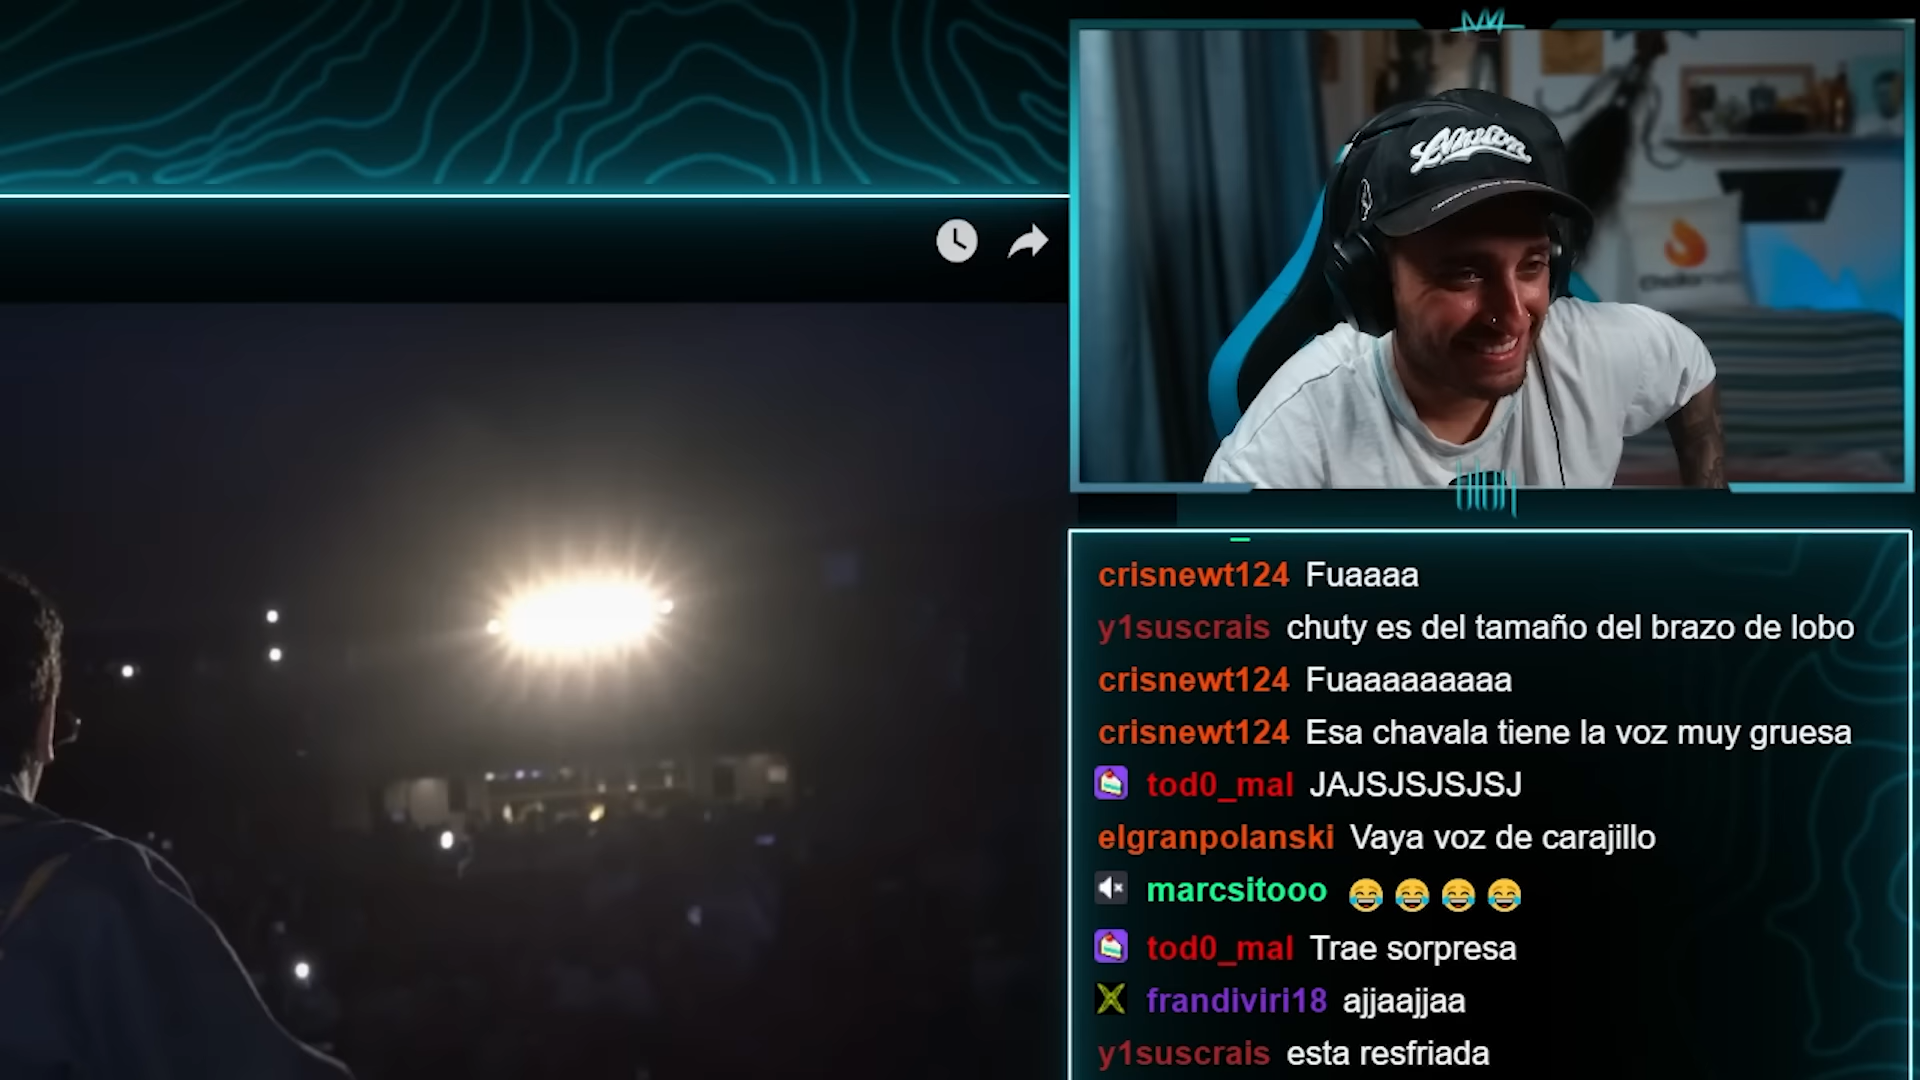 crisnewt124 Fuaaaa
y1suscrais chuty es del tamaño del brazo de lobo
crisnewt124 Fuaaaaaaaaa
crisnewt124 Esa chavala tiene la voz muy gruesa
tod0_mal JAJSJSJSJSJ
elgranpolanski Vaya voz de carajillo
marcsitooo 😂 😂 😂 😂
tod0_mal Trae sorpresa
frandiviri18 ajjaajjaa
y1suscrais esta resfriada